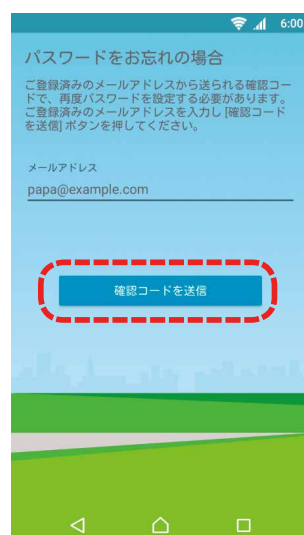 6:00
パスワードをお忘れの場合
ご登録済みのメールアドレスから送られる確認コー
ドで、再度パスワードを設定する必要があります。
ご登録済みのメールアドレスを入力し [確認コード
を送信] ボタンを押してください。
メールアドレス
papa@example.com
確認コードを送信